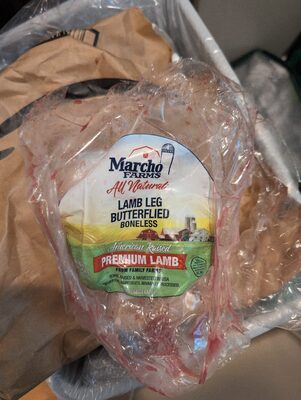 Marcho
FARMS
All Natural
LAMB LEG
BUTTERFLIED
BONELESS
American Raised
PREMIUM LAMB
FROM FAMILY FARMS